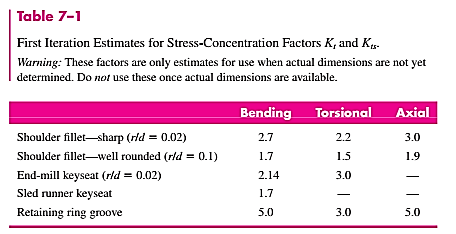 Table 7–1
First Iteration Estimates for Stress-Concentration Factors Kt and Kts.
Warning: These factors are only estimates for use when actual dimensions are not yet
determined. Do not use these once actual dimensions are available.
Bending Torsional Axial
Shoulder fillet—sharp (r/d = 0.02) 2.7 2.2 3.0
Shoulder fillet—well rounded (r/d = 0.1) 1.7 1.5 1.9
End-mill keyseat (r/d = 0.02) 2.14 3.0 —
Sled runner keyseat 1.7 — —
Retaining ring groove 5.0 3.0 5.0